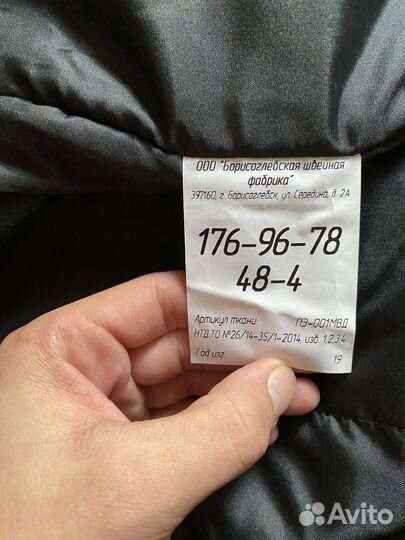 ООО "Борисоглебская швейная
фабрика"
397160, г. Борисоглебск, ул. Середина, д. 2А
176-96-78
48-4
Артикул ткани: ПЭ-001МВД
НТД ТО №26/14-35/1-2014, изв. 1,2,3,4
Год изг. 19
Avito